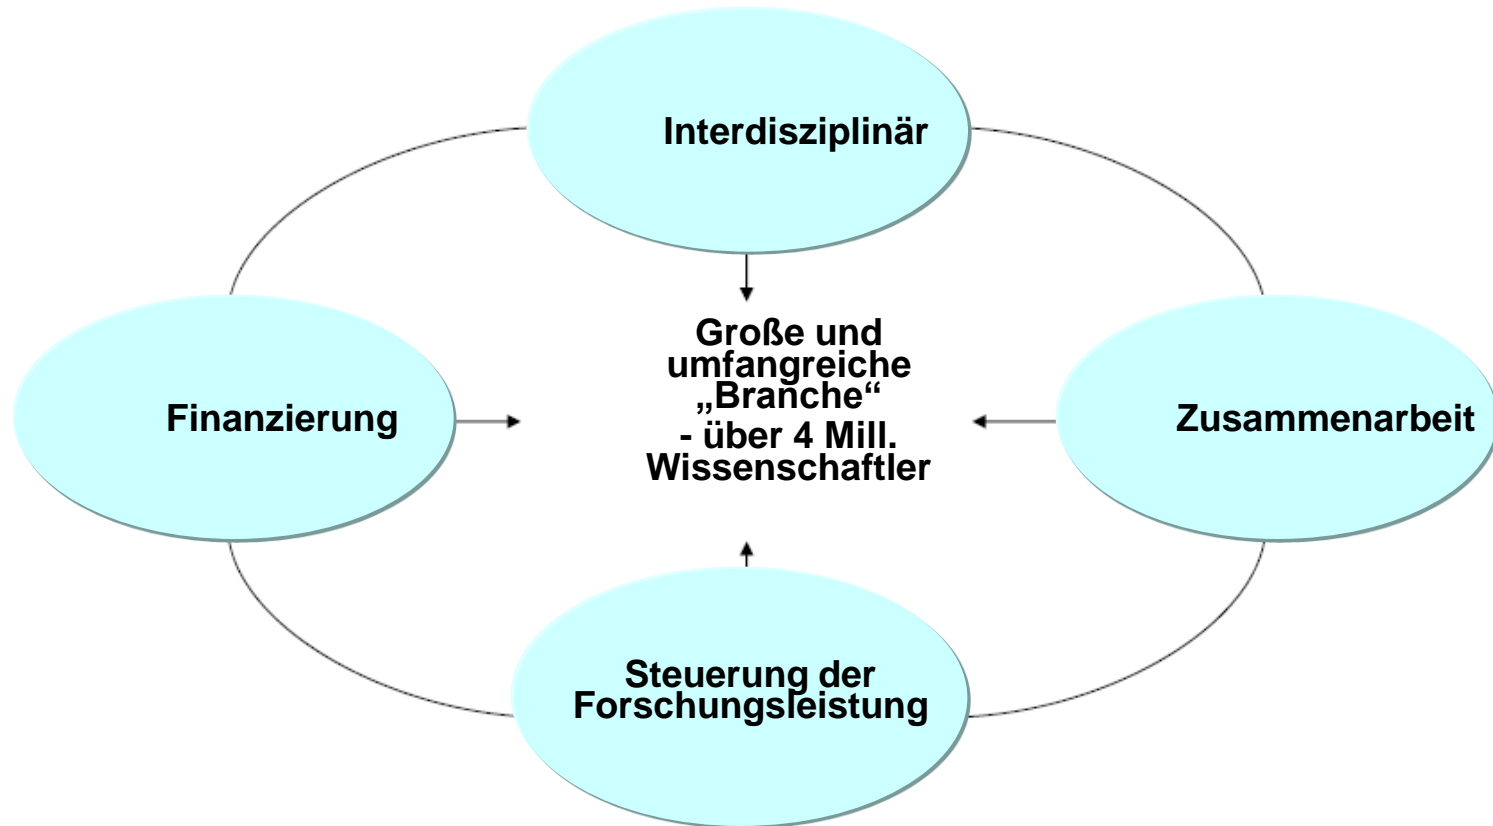 Interdisziplinär
Große und
umfangreiche
„Branche“
- über 4 Mill.
Wissenschaftler
Finanzierung
Zusammenarbeit
Steuerung der
Forschungsleistung